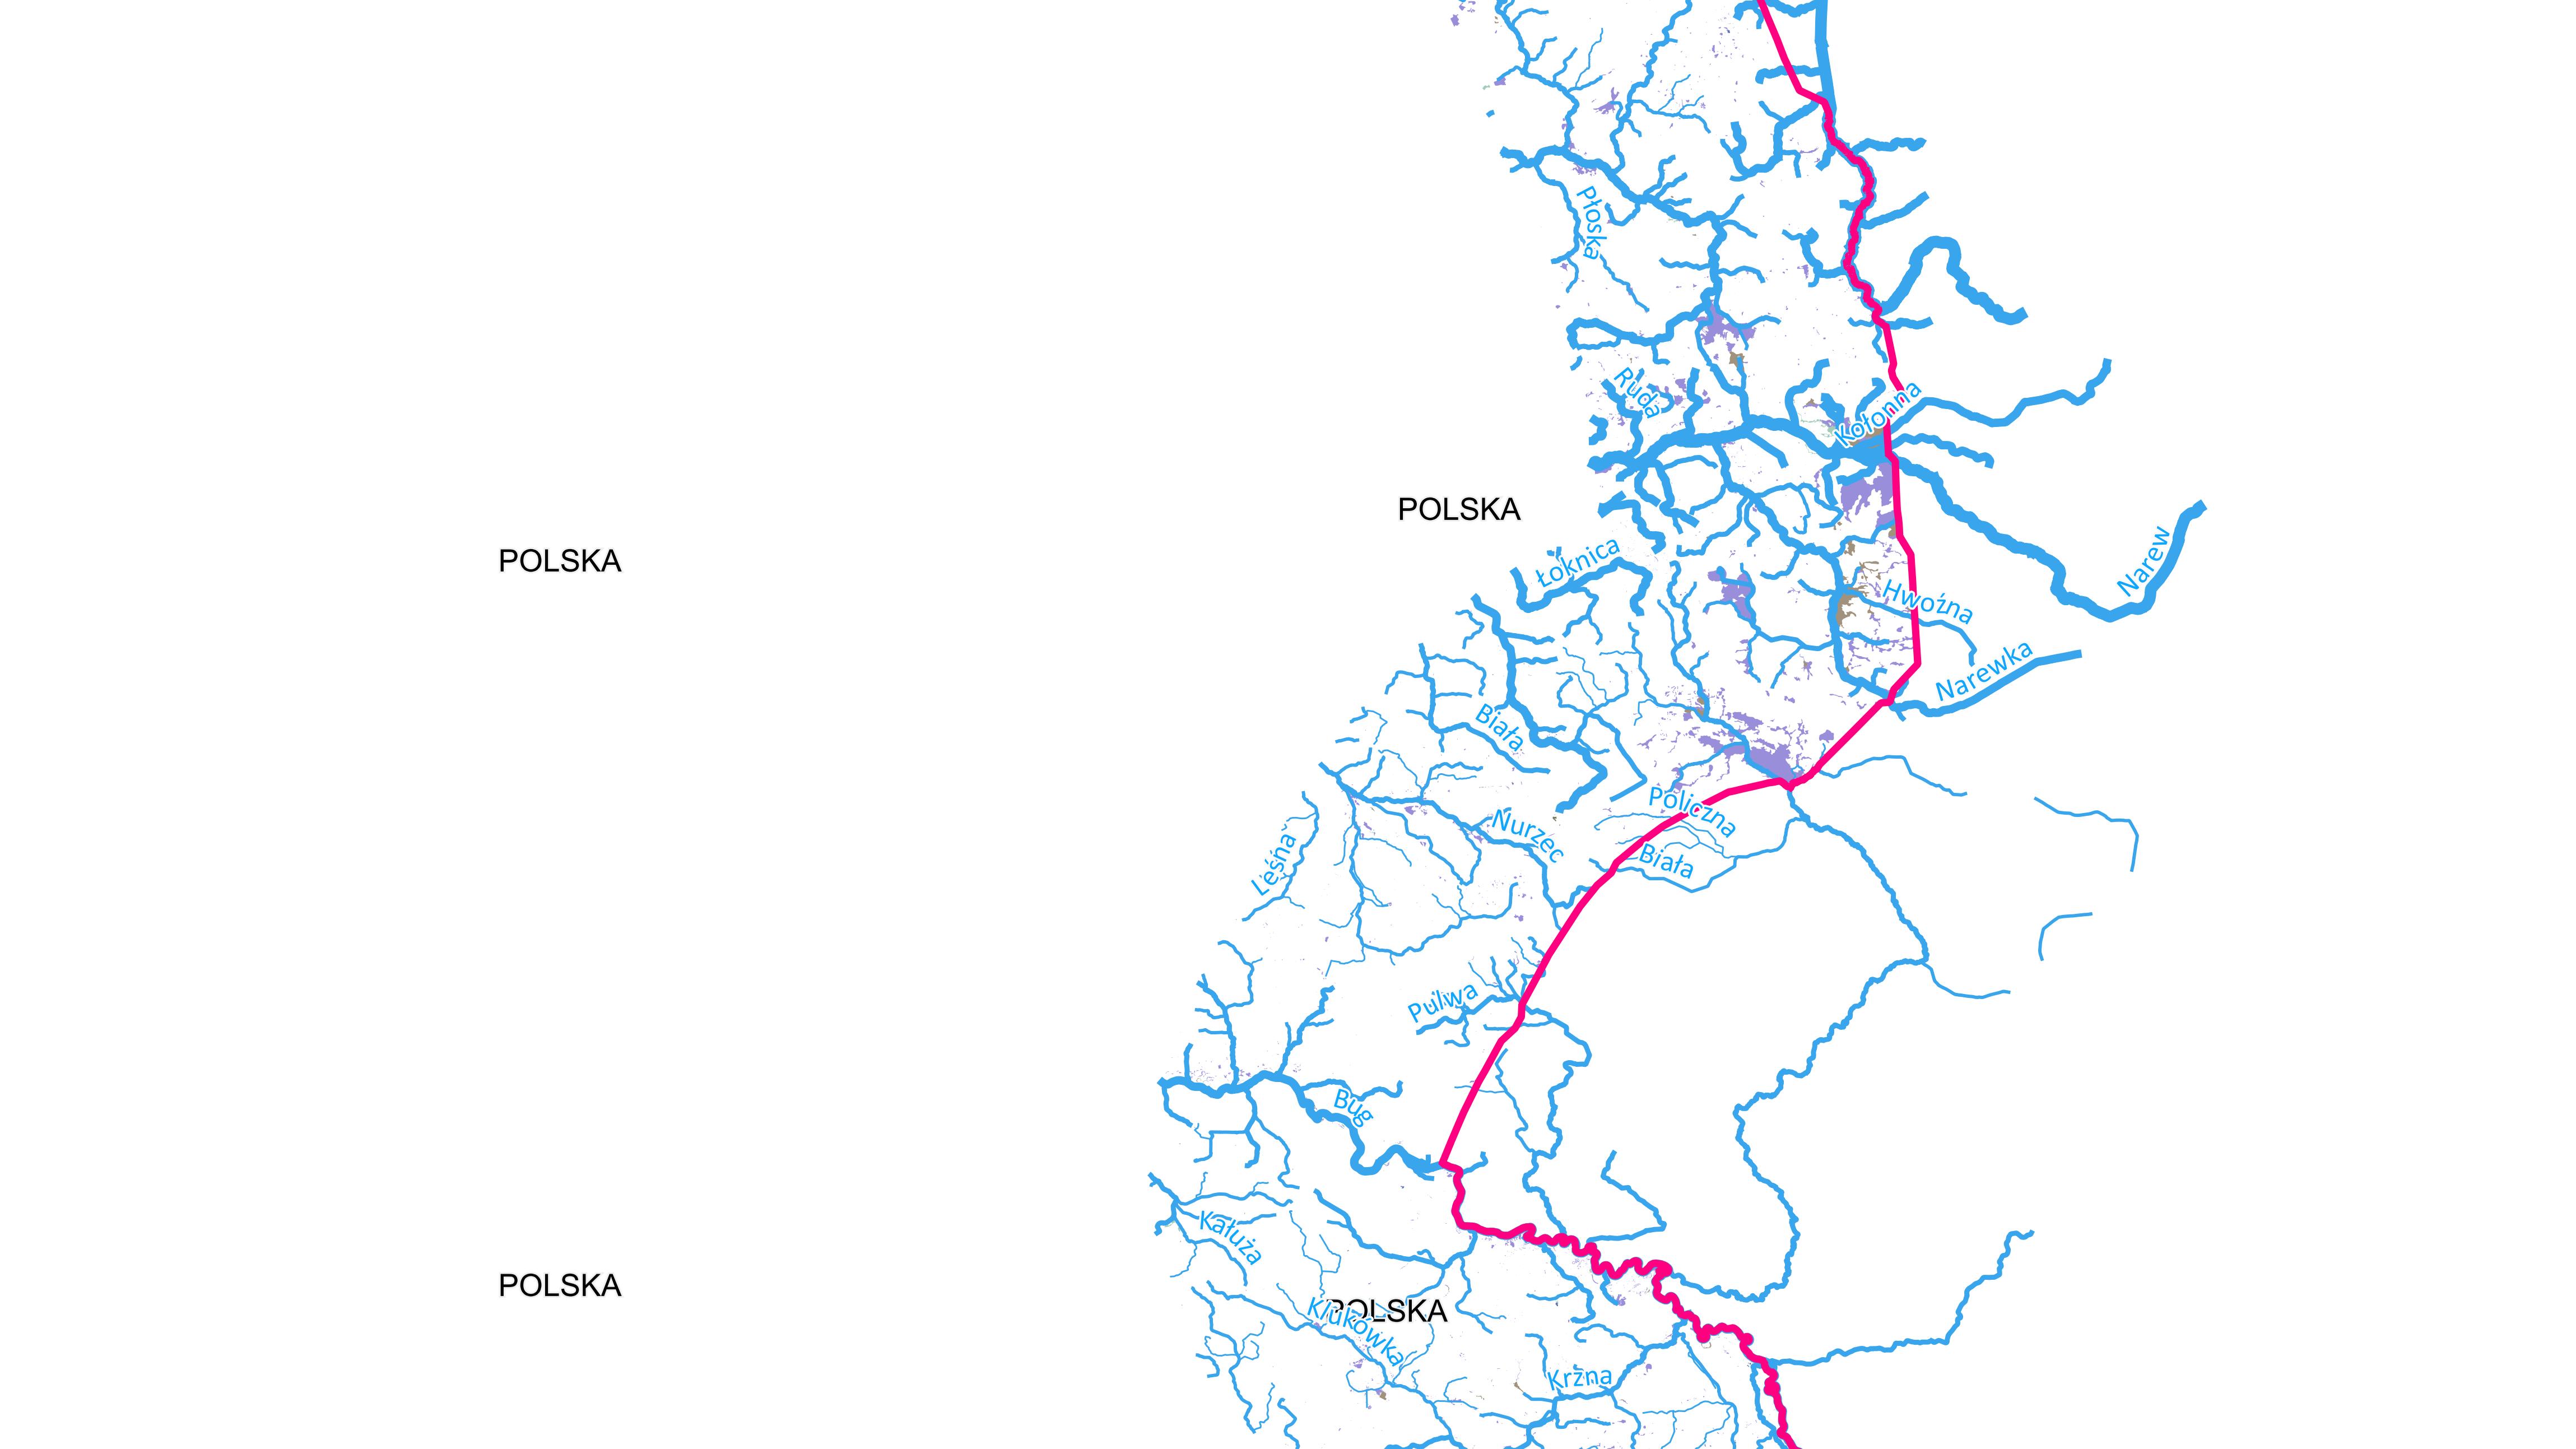 Płoska
Ruda
Kołonna
POLSKA
Narew
Łoknica
POLSKA
Hwoźna
Narewka
Biała
Policzna
Nurzec
Biała
Leśna
Pulwa
Bug
Kałuża
POLSKA
POLSKA
Klukówka
Krzna